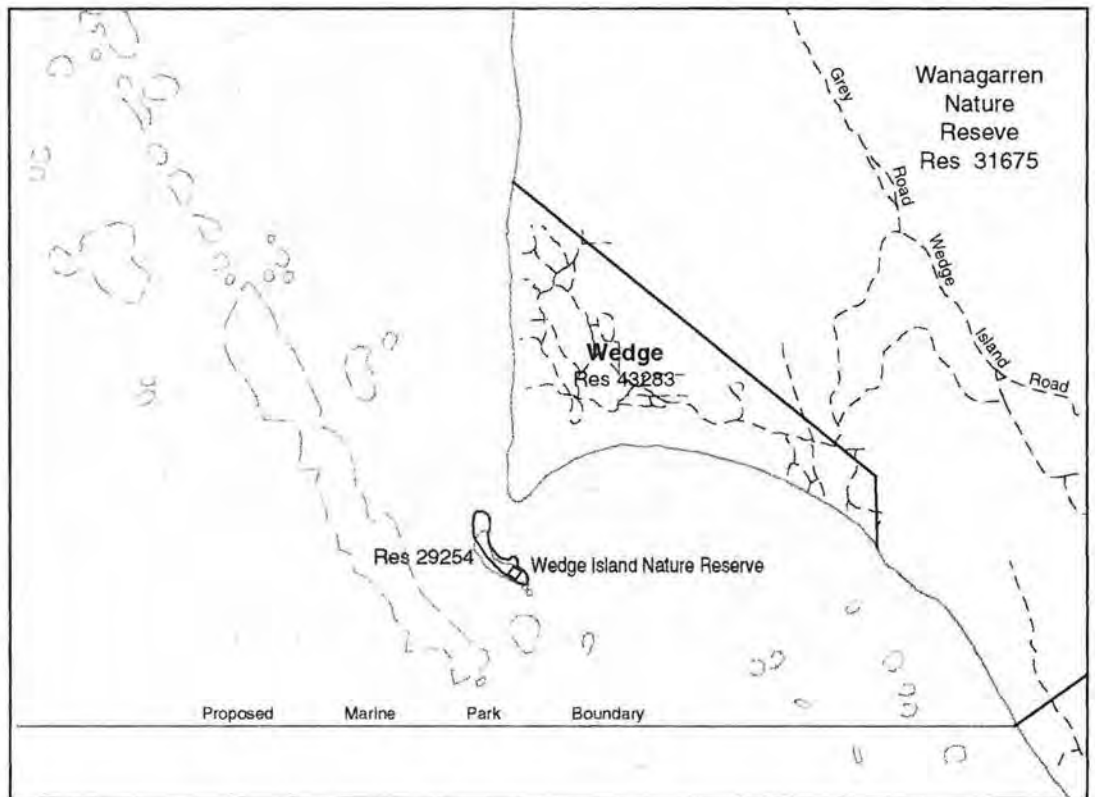 Wanagarren
Nature
Reseve
Res 31675
Grey
Road
Wedge
Island
Road
Wedge
Res 43283
Res 29254
Wedge Island Nature Reserve
Proposed Marine Park Boundary